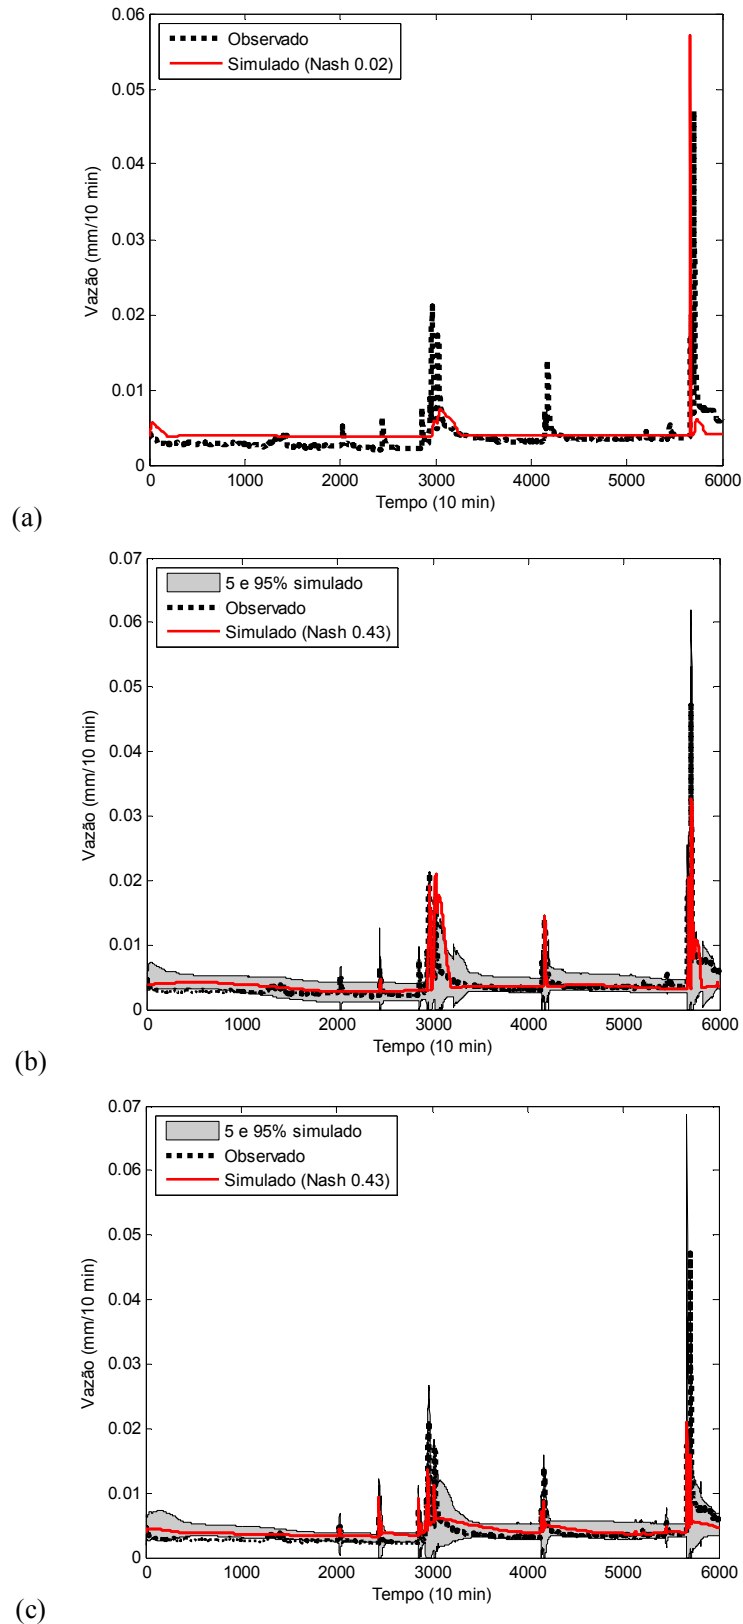 0.06
0.05
0.04
0.03
0.02
0.01
0
Vazão (mm/10 min)
Observado
Simulado (Nash 0.02)
0 1000 2000 3000 4000 5000 6000
Tempo (10 min)
(a)
0.07
0.06
0.05
0.04
0.03
0.02
0.01
0
Vazão (mm/10 min)
5 e 95% simulado
Observado
Simulado (Nash 0.43)
0 1000 2000 3000 4000 5000 6000
Tempo (10 min)
(b)
0.07
0.06
0.05
0.04
0.03
0.02
0.01
0
Vazão (mm/10 min)
5 e 95% simulado
Observado
Simulado (Nash 0.43)
0 1000 2000 3000 4000 5000 6000
Tempo (10 min)
(c)